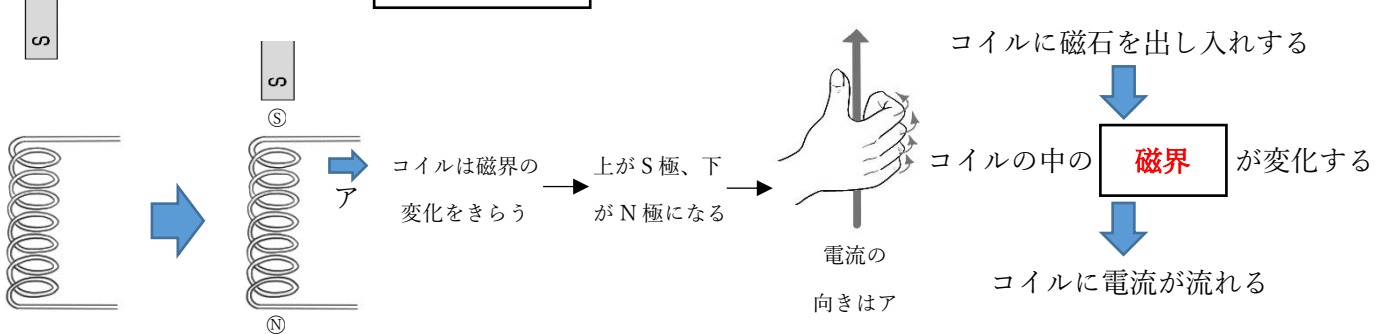 S
S
Ⓢ
ア
Ⓝ
コイルは磁界の
変化をきらう
上がS極、下
がN極になる
電流の
向きはア
コイルに磁石を出し入れする
コイルの中の 磁界 が変化する
コイルに電流が流れる